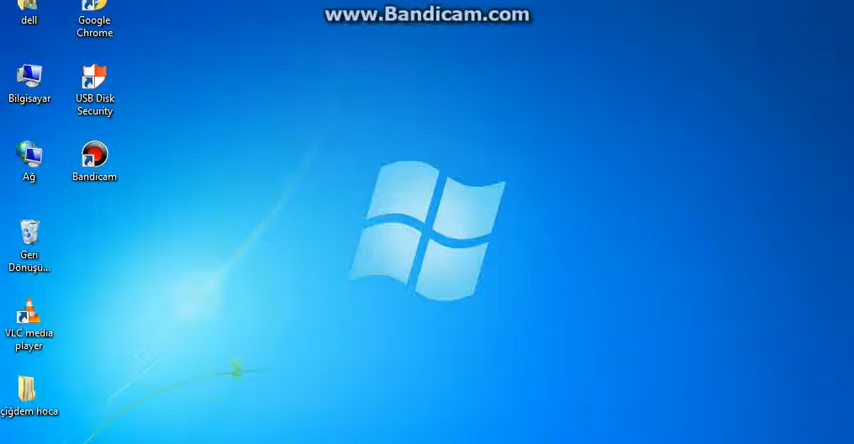 www.Bandicam.com
dell
Google
Chrome
Bilgisayar
USB Disk
Security
Ağ
Bandicam
Geri
Dönüşü...
VLC media
player
çiğdem hoca